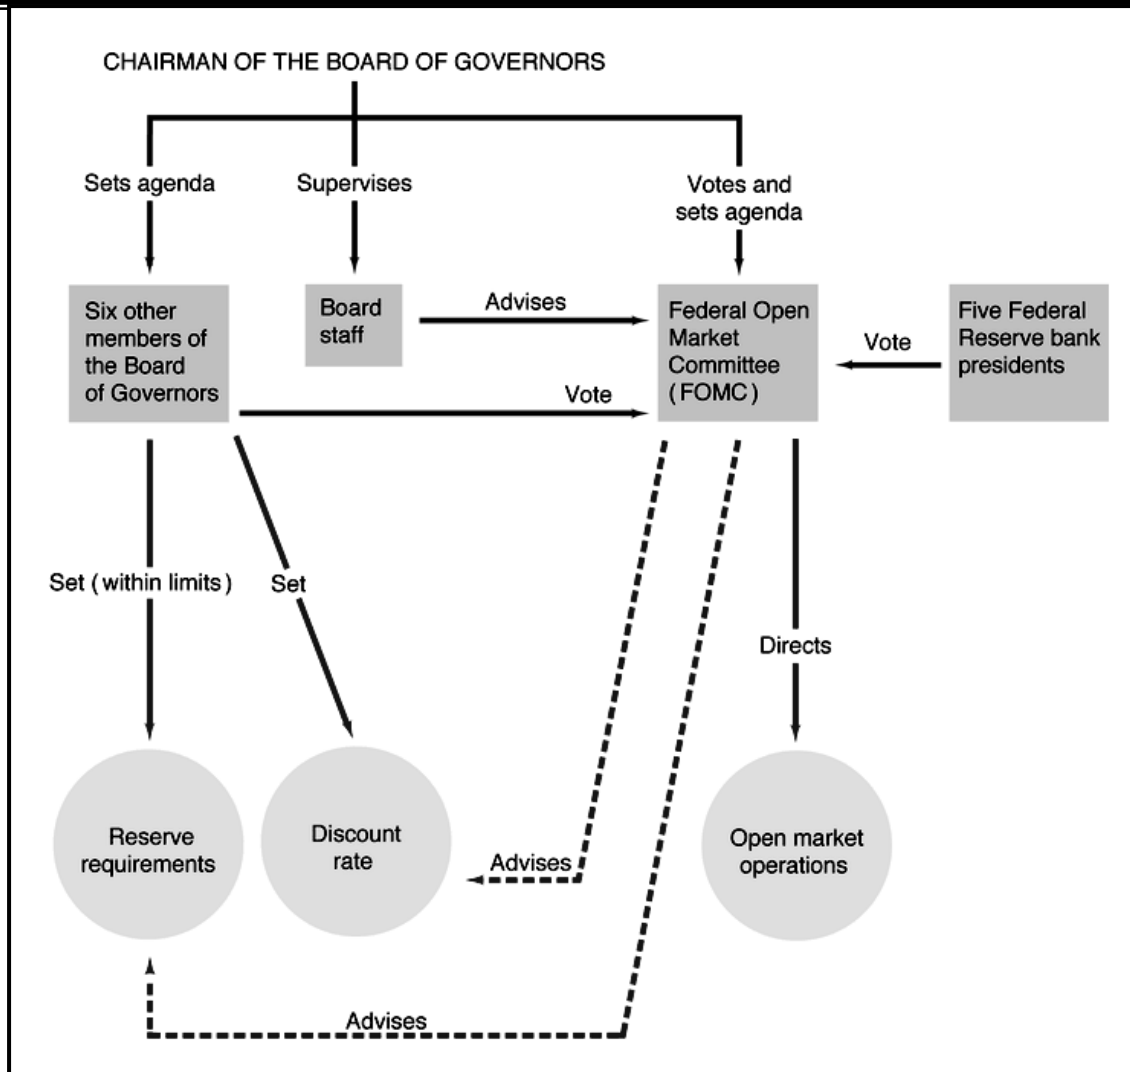 CHAIRMAN OF THE BOARD OF GOVERNORS
Sets agenda
Supervises
Votes and
sets agenda
Six other
members of
the Board
of Governors
Board
staff
Advises
Federal Open
Market
Committee
(FOMC)
Vote
Five Federal
Reserve bank
presidents
Vote
Set (within limits)
Set
Directs
Reserve
requirements
Discount
rate
Advises
Open market
operations
Advises